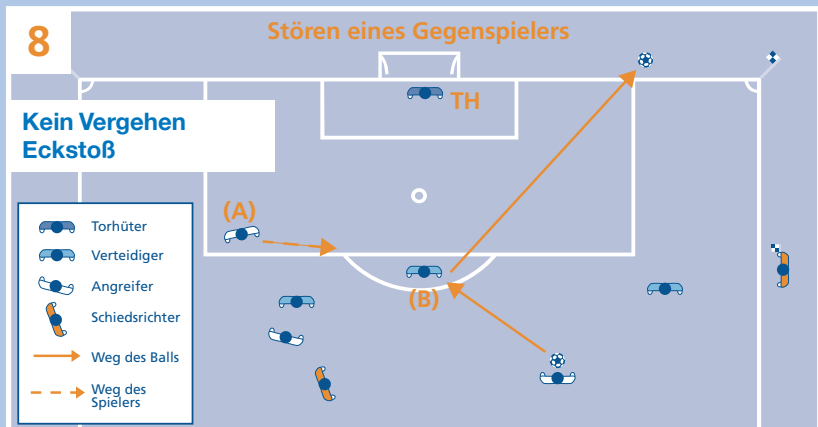 8
Stören eines Gegenspielers
TH
Kein Vergehen
Eckstoß
(A)
(B)
Torhüter
Verteidiger
Angreifer
Schiedsrichter
Weg des Balls
Weg des
Spielers